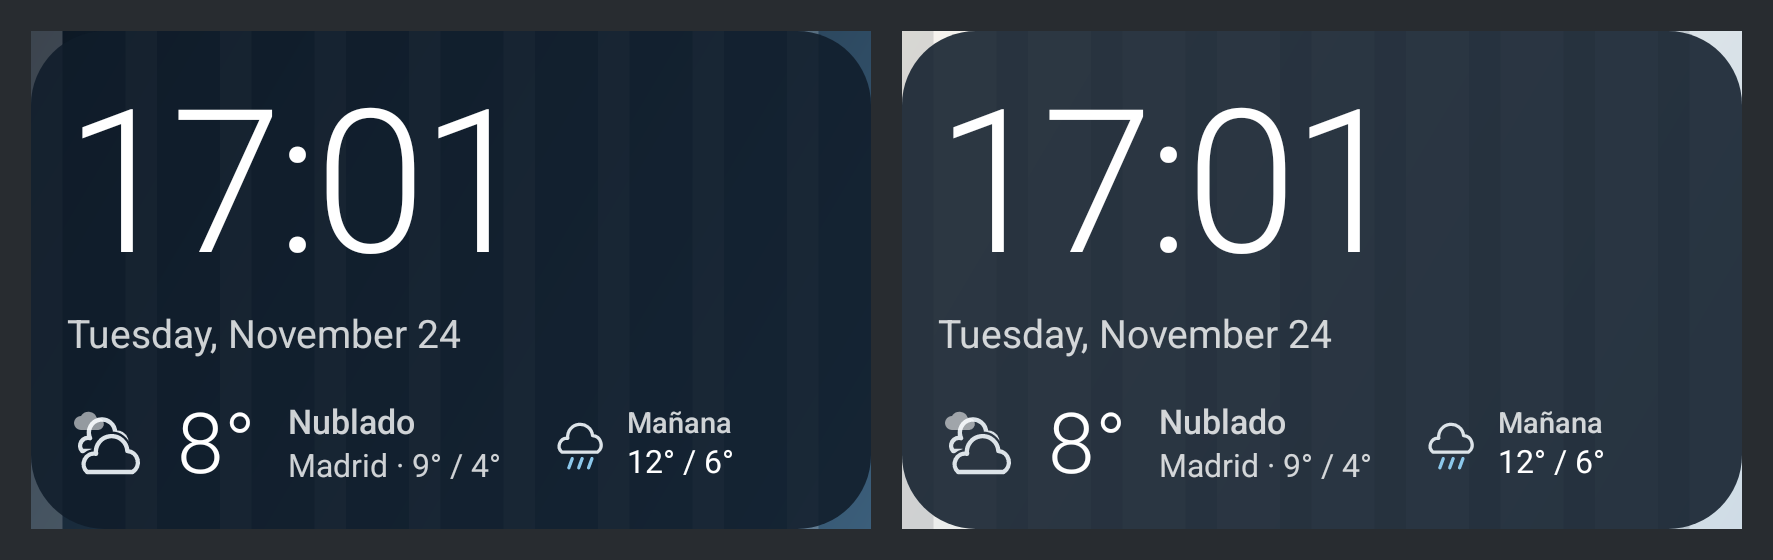 17:01
Tuesday, November 24
8°
Nublado
Madrid · 9° / 4°
Mañana
12° / 6°
17:01
Tuesday, November 24
8°
Nublado
Madrid · 9° / 4°
Mañana
12° / 6°